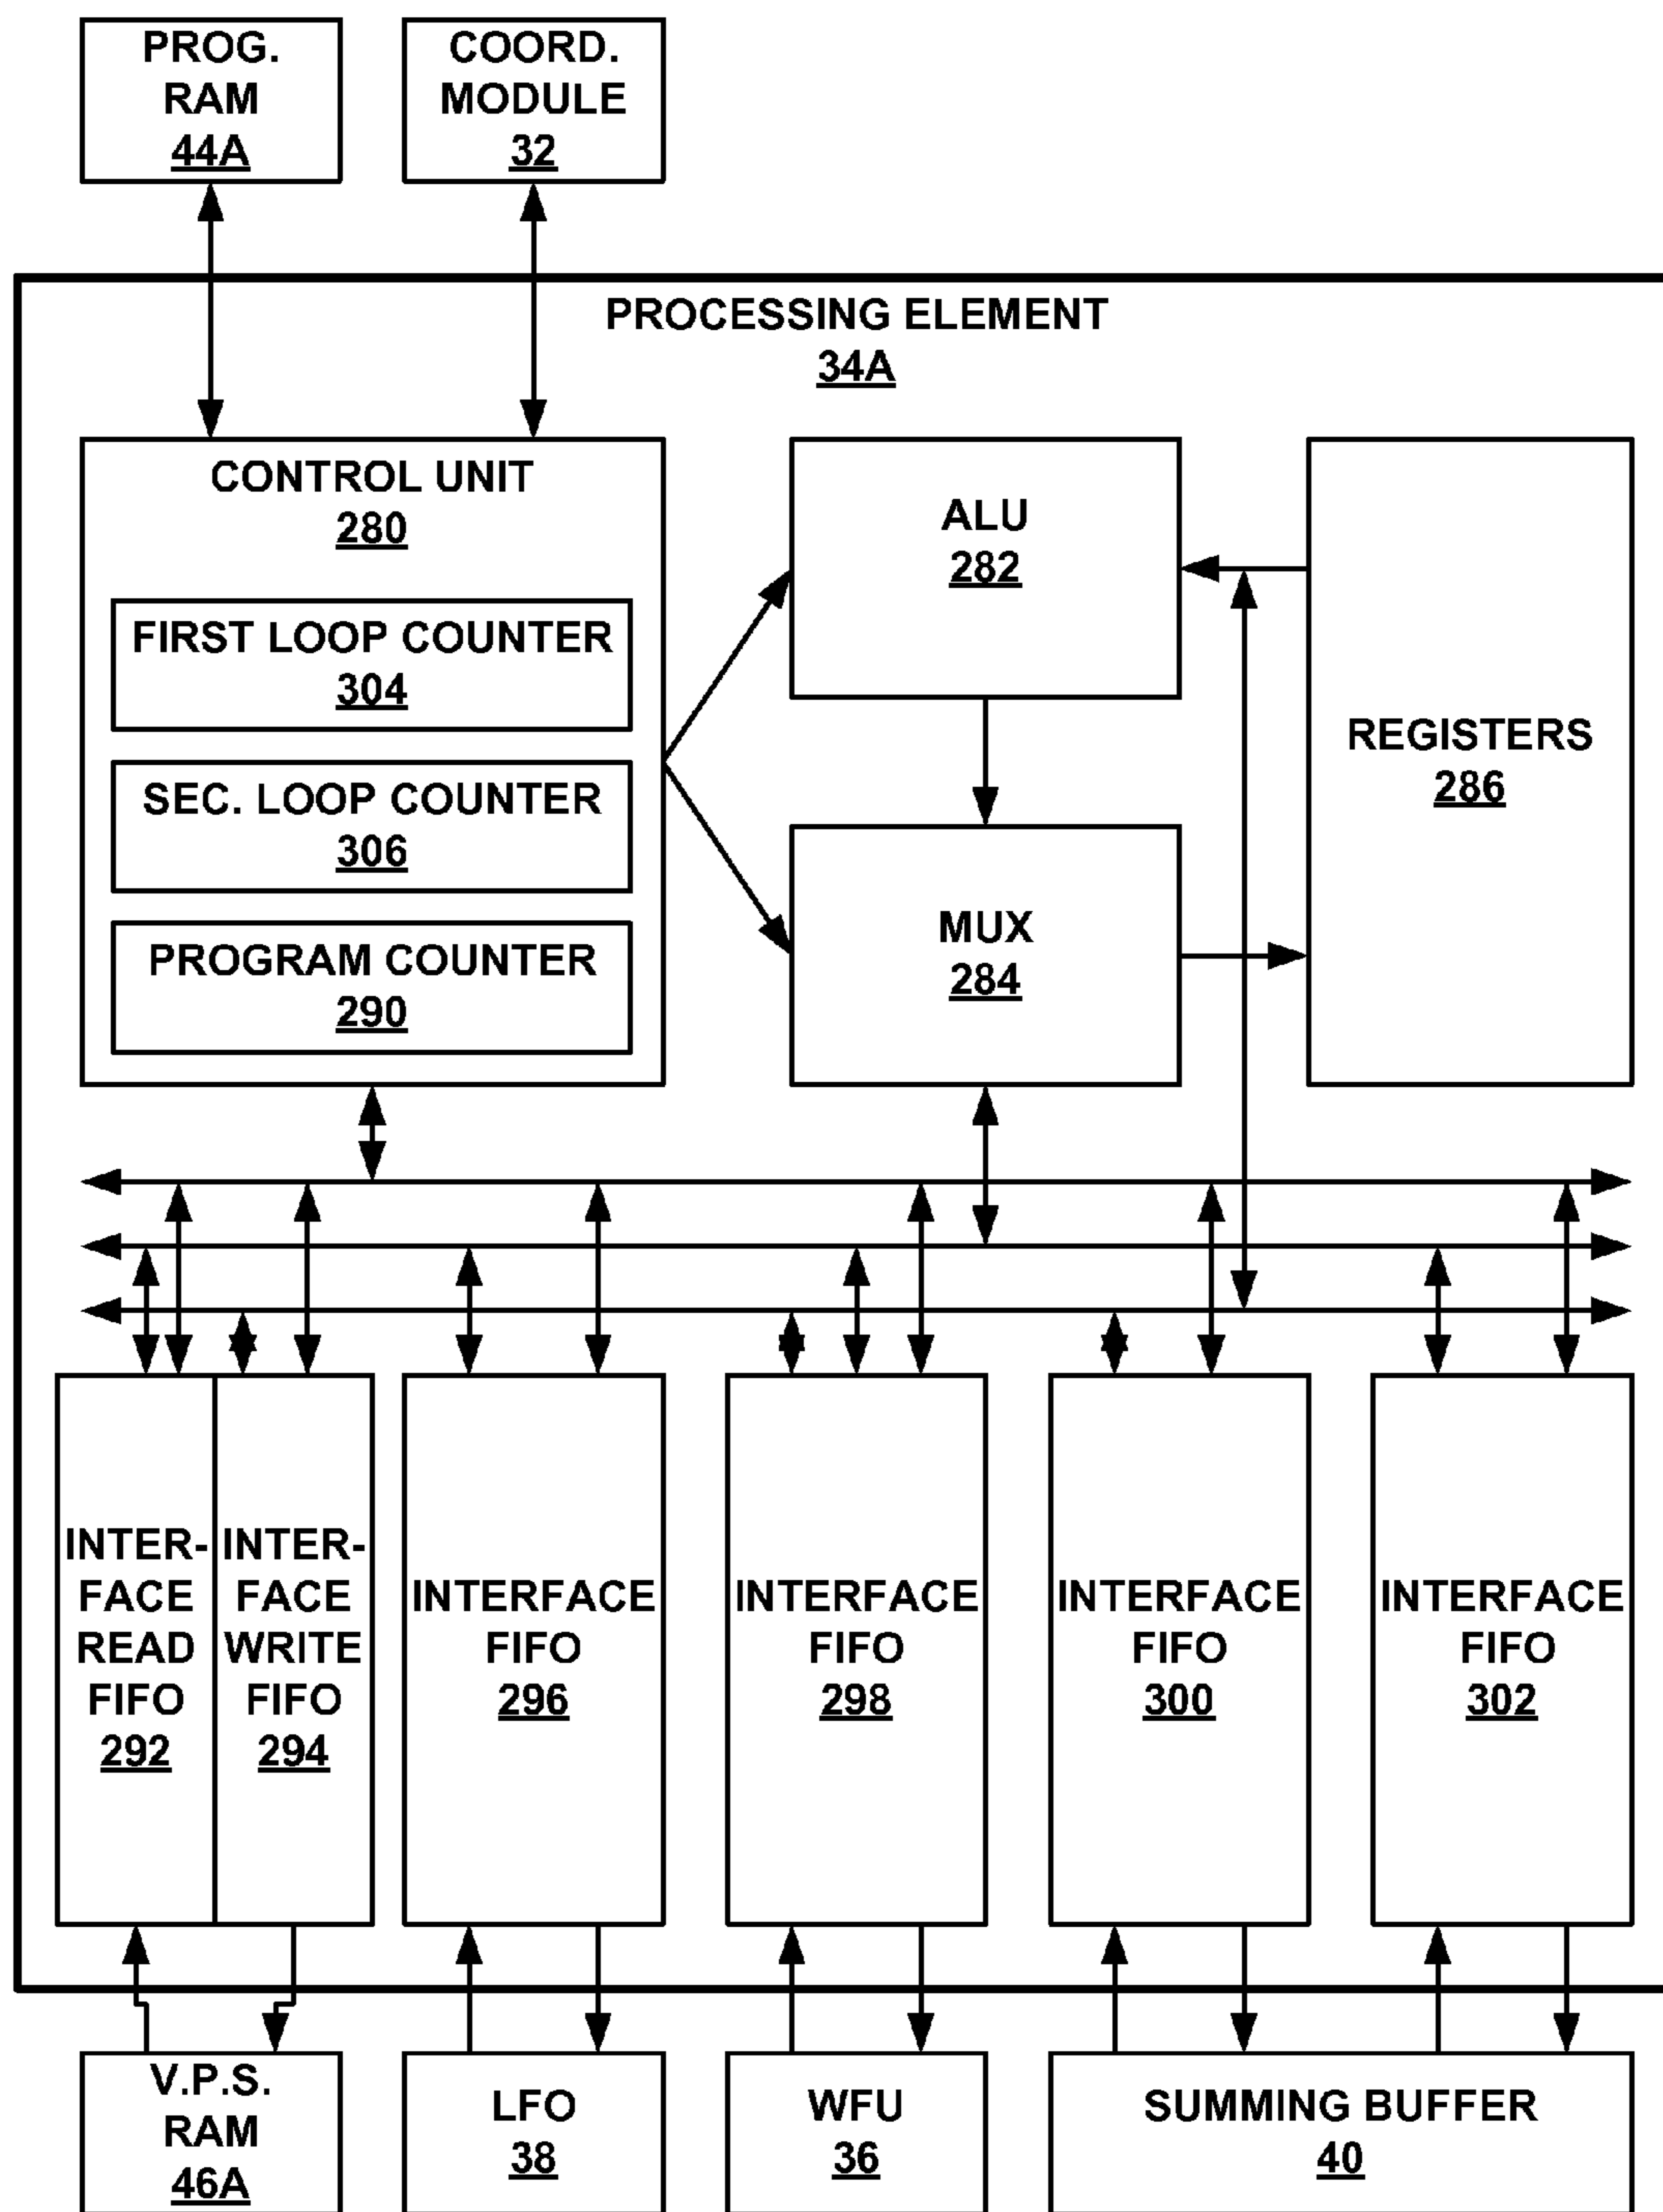 PROG.
RAM
44A
COORD.
MODULE
32
PROCESSING ELEMENT
34A
CONTROL UNIT
280
FIRST LOOP COUNTER
304
SEC. LOOP COUNTER
306
PROGRAM COUNTER
290
ALU
282
MUX
284
REGISTERS
286
INTER-
FACE
READ
FIFO
292
INTER-
FACE
WRITE
FIFO
294
INTERFACE
FIFO
296
INTERFACE
FIFO
298
INTERFACE
FIFO
300
INTERFACE
FIFO
302
V.P.S.
RAM
46A
LFO
38
WFU
36
SUMMING BUFFER
40